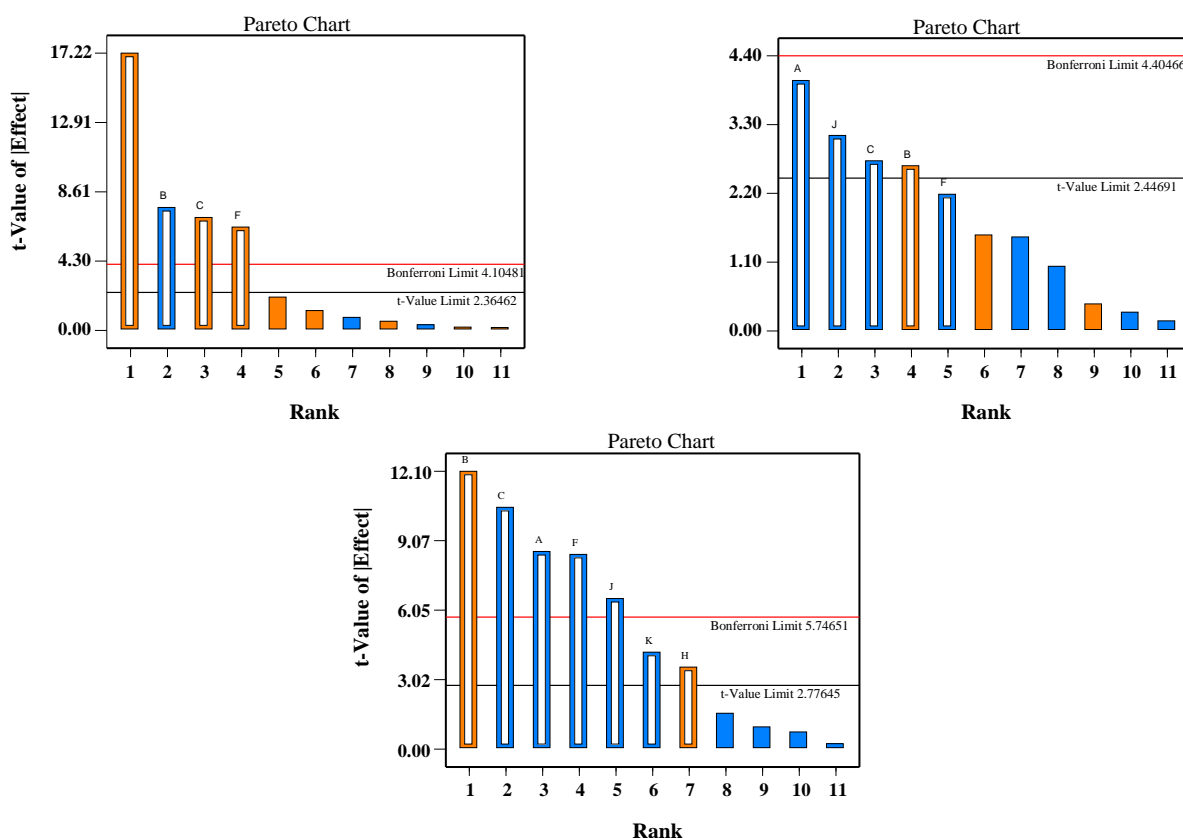 Pareto Chart
t-Value of |Effect|
17.22
12.91
8.61
4.30
0.00
B
C
F
Bonferroni Limit 4.10481
t-Value Limit 2.36462
1 2 3 4 5 6 7 8 9 10 11
Rank
Pareto Chart
4.40
3.30
2.20
1.10
0.00
A
J
C
B
F
Bonferroni Limit 4.40466
t-Value Limit 2.44691
1 2 3 4 5 6 7 8 9 10 11
Rank
Pareto Chart
t-Value of |Effect|
12.10
9.07
6.05
3.02
0.00
B
C
A
F
J
K
H
Bonferroni Limit 5.74651
t-Value Limit 2.77645
1 2 3 4 5 6 7 8 9 10 11
Rank